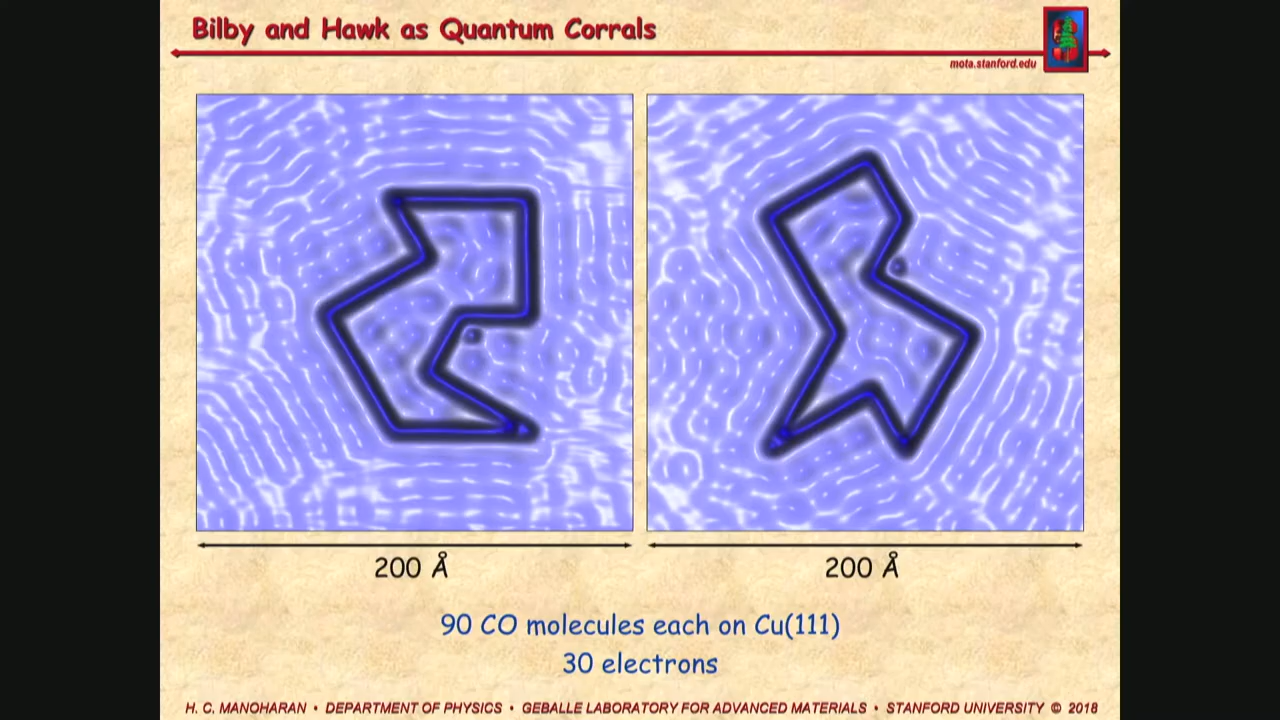 Bilby and Hawk as Quantum Corrals
mota.stanford.edu
200 Å
200 Å
90 CO molecules each on Cu(111)
30 electrons
H. C. MANOHARAN • DEPARTMENT OF PHYSICS • GEBALLE LABORATORY FOR ADVANCED MATERIALS • STANFORD UNIVERSITY © 2018